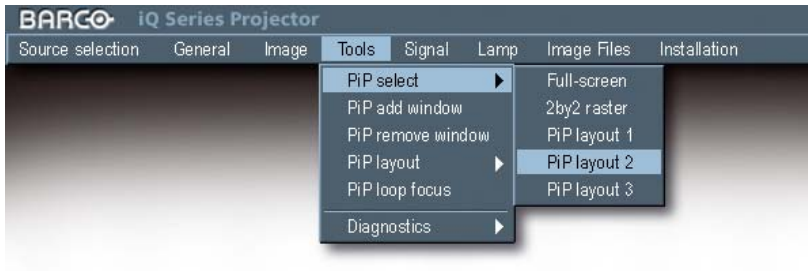 BARCO iQ Series Projector
Source selection General Image Tools Signal Lamp Image Files Installation
PiP select Full-screen
PiP add window 2by2 raster
PiP remove window PiP layout 1
PiP layout PiP layout 2
PiP loop focus PiP layout 3
Diagnostics